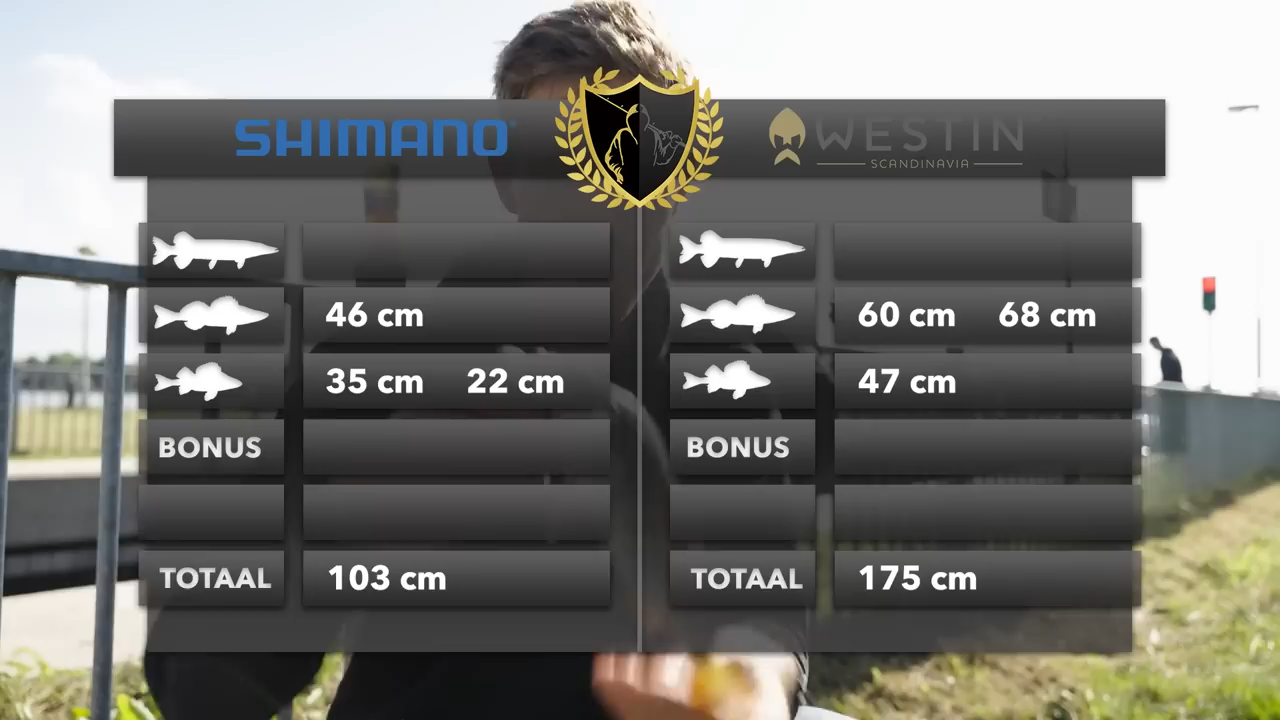 SHIMANO
WESTIN
SCANDINAVIA
46 cm
60 cm 68 cm
35 cm 22 cm
47 cm
BONUS
BONUS
TOTAAL 103 cm
TOTAAL 175 cm